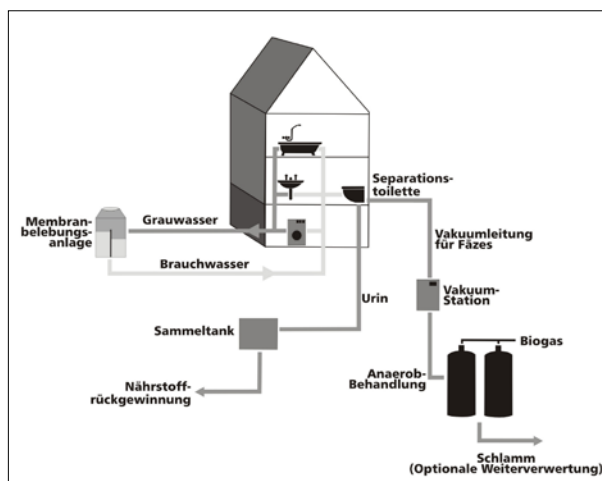 Separations-
toilette
Membran-
belebungs-
anlage
Grauwasser
Vakuumleitung
für Fäzes
Brauchwasser
Urin
Vakuum-
Station
Sammeltank
Biogas
Anaerob-
Behandlung
Nährstoff-
rückgewinnung
Schlamm
(Optionale Weiterverwertung)